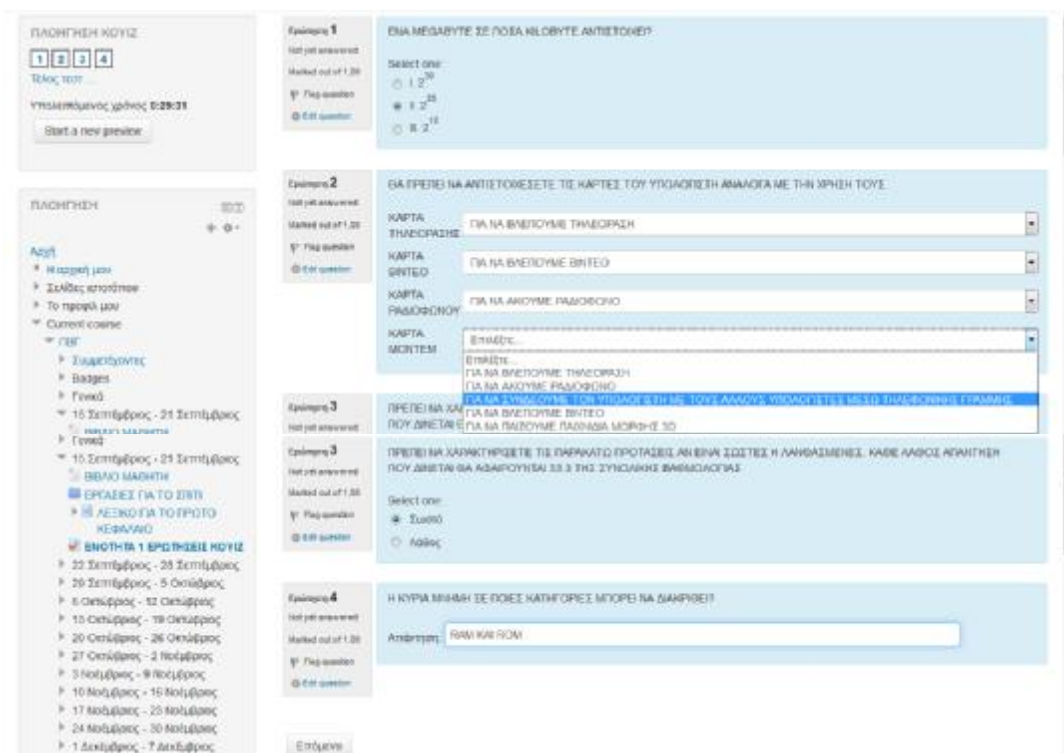 ΠΛΟΗΓΗΣΗ ΚΟΥΙΖ
1 2 3 4
Τέλος τεστ ...
Υπολειπόμενος χρόνος 0:29:31
Start a new preview
ΠΛΟΗΓΗΣΗ
Αρχή
Η αρχική μου
Σελίδες ιστοτόπου
Το προφίλ μου
Current course
Συμμετέχοντες
Badges
Γενικά
15 Σεπτέμβριος - 21 Σεπτέμβριος
ΒΙΒΛΙΟ ΜΑΘΗΤΗ
Γενικά
15 Σεπτέμβριος - 21 Σεπτέμβριος
ΒΙΒΛΙΟ ΜΑΘΗΤΗ
ΕΡΓΑΣΙΕΣ ΓΙΑ ΤΟ ΣΠΙΤΙ
ΛΕΞΙΚΟ ΓΙΑ ΤΟ ΠΡΩΤΟ
ΚΕΦΑΛΑΙΟ
ΕΝΟΤΗΤΑ 1 ΕΡΩΤΗΣΕΙΣ ΚΟΥΙΖ
22 Σεπτέμβριος - 28 Σεπτέμβριος
29 Σεπτέμβριος - 5 Οκτώβριος
6 Οκτώβριος - 12 Οκτώβριος
13 Οκτώβριος - 19 Οκτώβριος
20 Οκτώβριος - 26 Οκτώβριος
27 Οκτώβριος - 2 Νοέμβριος
3 Νοέμβριος - 9 Νοέμβριος
10 Νοέμβριος - 16 Νοέμβριος
17 Νοέμβριος - 23 Νοέμβριος
24 Νοέμβριος - 30 Νοέμβριος
1 Δεκέμβριος - 7 Δεκέμβριος
Ερώτηση 1
Not yet answered
Marked out of 1,00
Flag question
Edit question
ΕΝΑ MEGABYTE ΣΕ ΠΟΣΑ KILOBYTE ΑΝΤΙΣΤΟΙΧΕΙ?
Select one:
Ερώτηση 2
Not yet answered
Marked out of 1,00
Flag question
Edit question
ΘΑ ΠΡΕΠΕΙ ΝΑ ΑΝΤΙΣΤΟΙΧΕΣΕΤΕ ΤΙΣ ΚΑΡΤΕΣ ΤΟΥ ΥΠΟΛΟΓΙΣΤΗ ΑΝΑΛΟΓΑ ΜΕ ΤΗΝ ΧΡΗΣΗ ΤΟΥΣ
ΚΑΡΤΑ ΤΗΛΕΟΡΑΣΗΣ ΓΙΑ ΝΑ ΒΛΕΠΟΥΜΕ ΤΗΛΕΟΡΑΣΗ
ΚΑΡΤΑ ΒΙΝΤΕΟ ΓΙΑ ΝΑ ΒΛΕΠΟΥΜΕ ΒΙΝΤΕΟ
ΚΑΡΤΑ ΡΑΔΙΟΦΩΝΟΥ ΓΙΑ ΝΑ ΑΚΟΥΜΕ ΡΑΔΙΟΦΩΝΟ
ΚΑΡΤΑ ΜΟΝΤΕΜ Επιλέξτε...
Επιλέξτε...
ΓΙΑ ΝΑ ΒΛΕΠΟΥΜΕ ΤΗΛΕΟΡΑΣΗ
ΓΙΑ ΝΑ ΑΚΟΥΜΕ ΡΑΔΙΟΦΩΝΟ
ΓΙΑ ΝΑ ΣΥΝΔΕΟΥΜΕ ΤΟΝ ΥΠΟΛΟΓΙΣΤΗ ΜΕ ΤΟΥΣ ΑΛΛΟΥΣ ΥΠΟΛΟΓΙΣΤΕΣ ΜΕΣΩ ΤΗΛΕΦΩΝΙΚΗΣ ΓΡΑΜΜΗΣ
ΓΙΑ ΝΑ ΒΛΕΠΟΥΜΕ ΒΙΝΤΕΟ
ΓΙΑ ΝΑ ΠΑΙΖΟΥΜΕ ΠΑΙΧΝΙΔΙΑ ΜΟΡΦΗΣ 3D
Ερώτηση 3
Not yet answered
ΠΡΕΠΕΙ ΝΑ ΧΑΡ
ΠΟΥ ΔΙΝΕΤΑΙ Θ
Ερώτηση 3
Not yet answered
Marked out of 1,00
Flag question
Edit question
ΠΡΕΠΕΙ ΝΑ ΧΑΡΑΚΤΗΡΙΣΕΤΕ ΤΙΣ ΠΑΡΑΚΑΤΩ ΠΡΟΤΑΣΕΙΣ ΑΝ ΕΙΝΑΙ ΣΩΣΤΕΣ Η ΛΑΝΘΑΣΜΕΝΕΣ. ΚΑΘΕ ΛΑΘΟΣ ΑΠΑΝΤΗΣΗ
ΠΟΥ ΔΙΝΕΤΑΙ ΘΑ ΑΦΑΙΡΟΥΝΤΑΙ 33.3 ΤΗΣ ΣΥΝΟΛΙΚΗΣ ΒΑΘΜΟΛΟΓΙΑΣ
Select one:
Σωστό
Λάθος
Ερώτηση 4
Not yet answered
Marked out of 1,00
Flag question
Edit question
Η ΚΥΡΙΑ ΜΝΗΜΗ ΣΕ ΠΟΙΕΣ ΚΑΤΗΓΟΡΙΕΣ ΜΠΟΡΕΙ ΝΑ ΔΙΑΚΡΙΘΕΙ?
Απάντηση: RAM ΚΑΙ ROM
Επόμενο